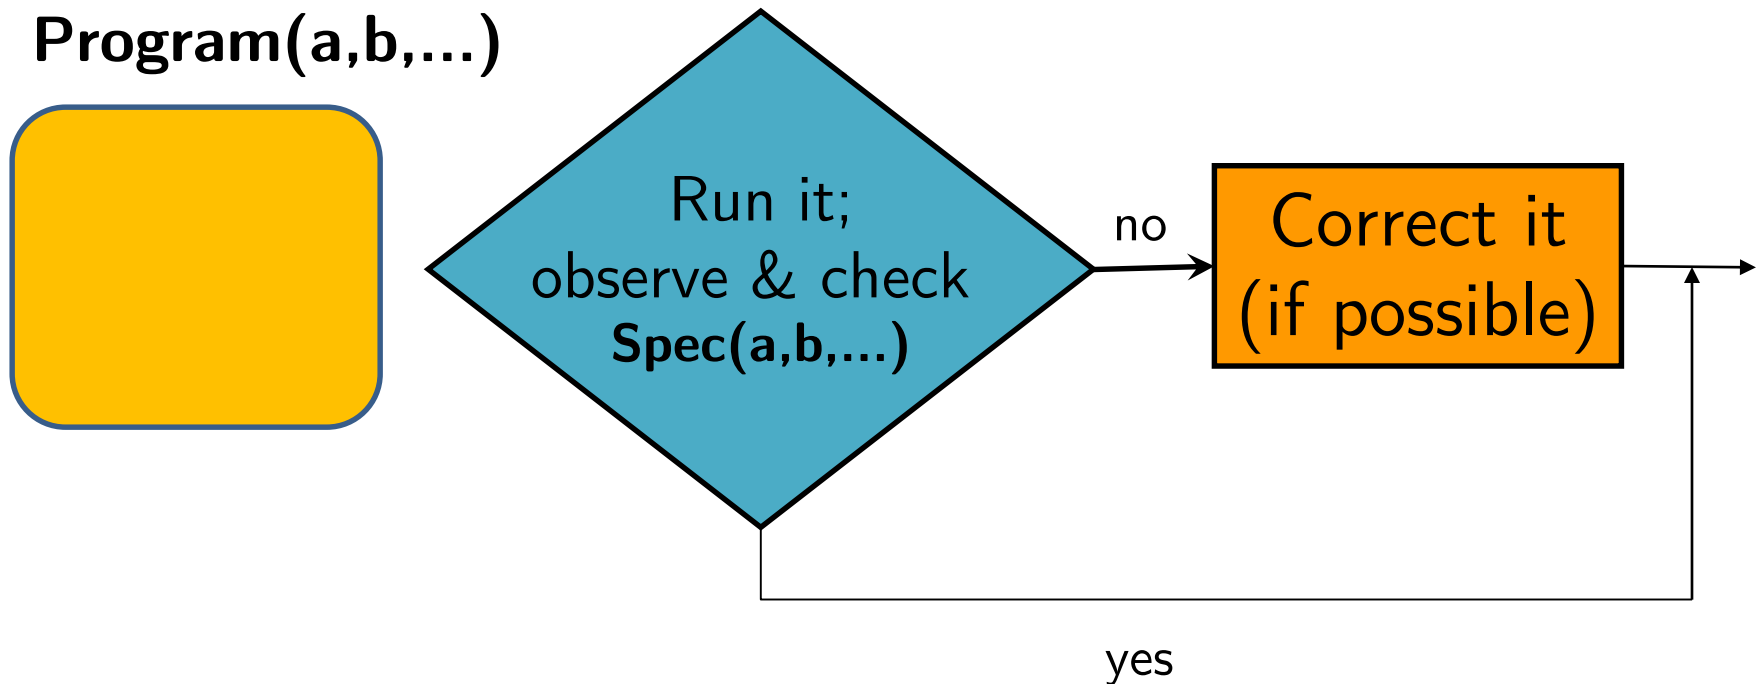 Program(a,b,...)
Run it;
observe & check
Spec(a,b,...)
no
Correct it
(if possible)
yes